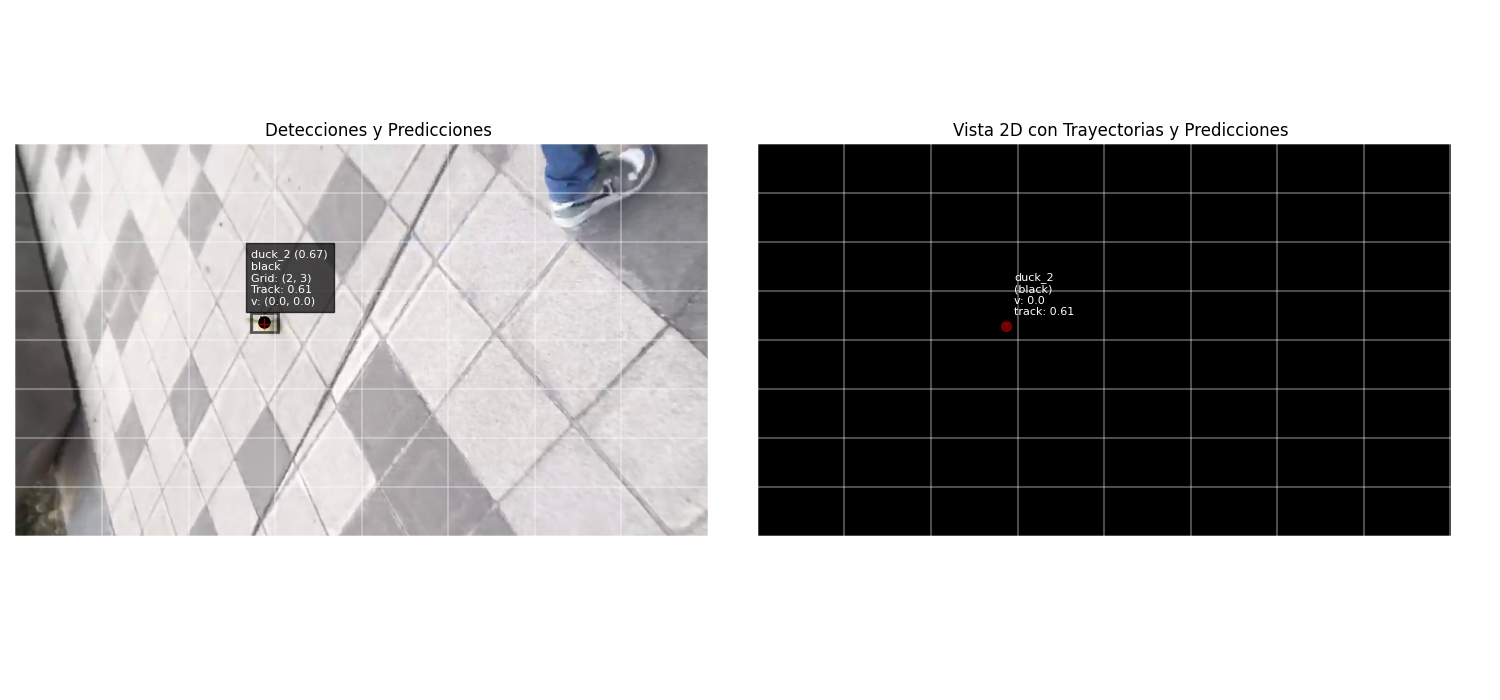 Detecciones y Predicciones
duck_2 (0.67)
black
Grid: (2, 3)
Track: 0.61
v: (0.0, 0.0)
Vista 2D con Trayectorias y Predicciones
duck_2
(black)
v: 0.0
track: 0.61